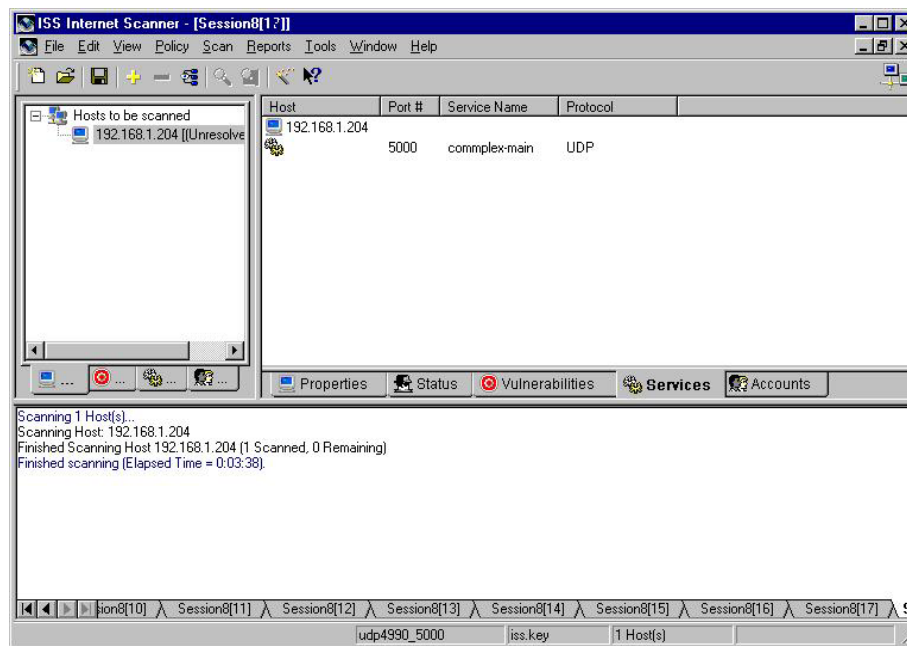 ISS Internet Scanner - [Session8[1?]]
File Edit View Policy Scan Reports Tools Window Help
Hosts to be scanned
192.168.1.204 [(Unresolve
Host Port # Service Name Protocol
192.168.1.204
5000 commplex-main UDP
... ... ... ...
Properties Status Vulnerabilities Services Accounts
Scanning 1 Host(s)...
Scanning Host: 192.168.1.204
Finished Scanning Host 192.168.1.204 (1 Scanned, 0 Remaining)
Finished scanning (Elapsed Time = 0:03:38).
sion8[10] Session8[11] Session8[12] Session8[13] Session8[14] Session8[15] Session8[16] Session8[17] S
udp4990_5000 iss.key 1 Host(s)